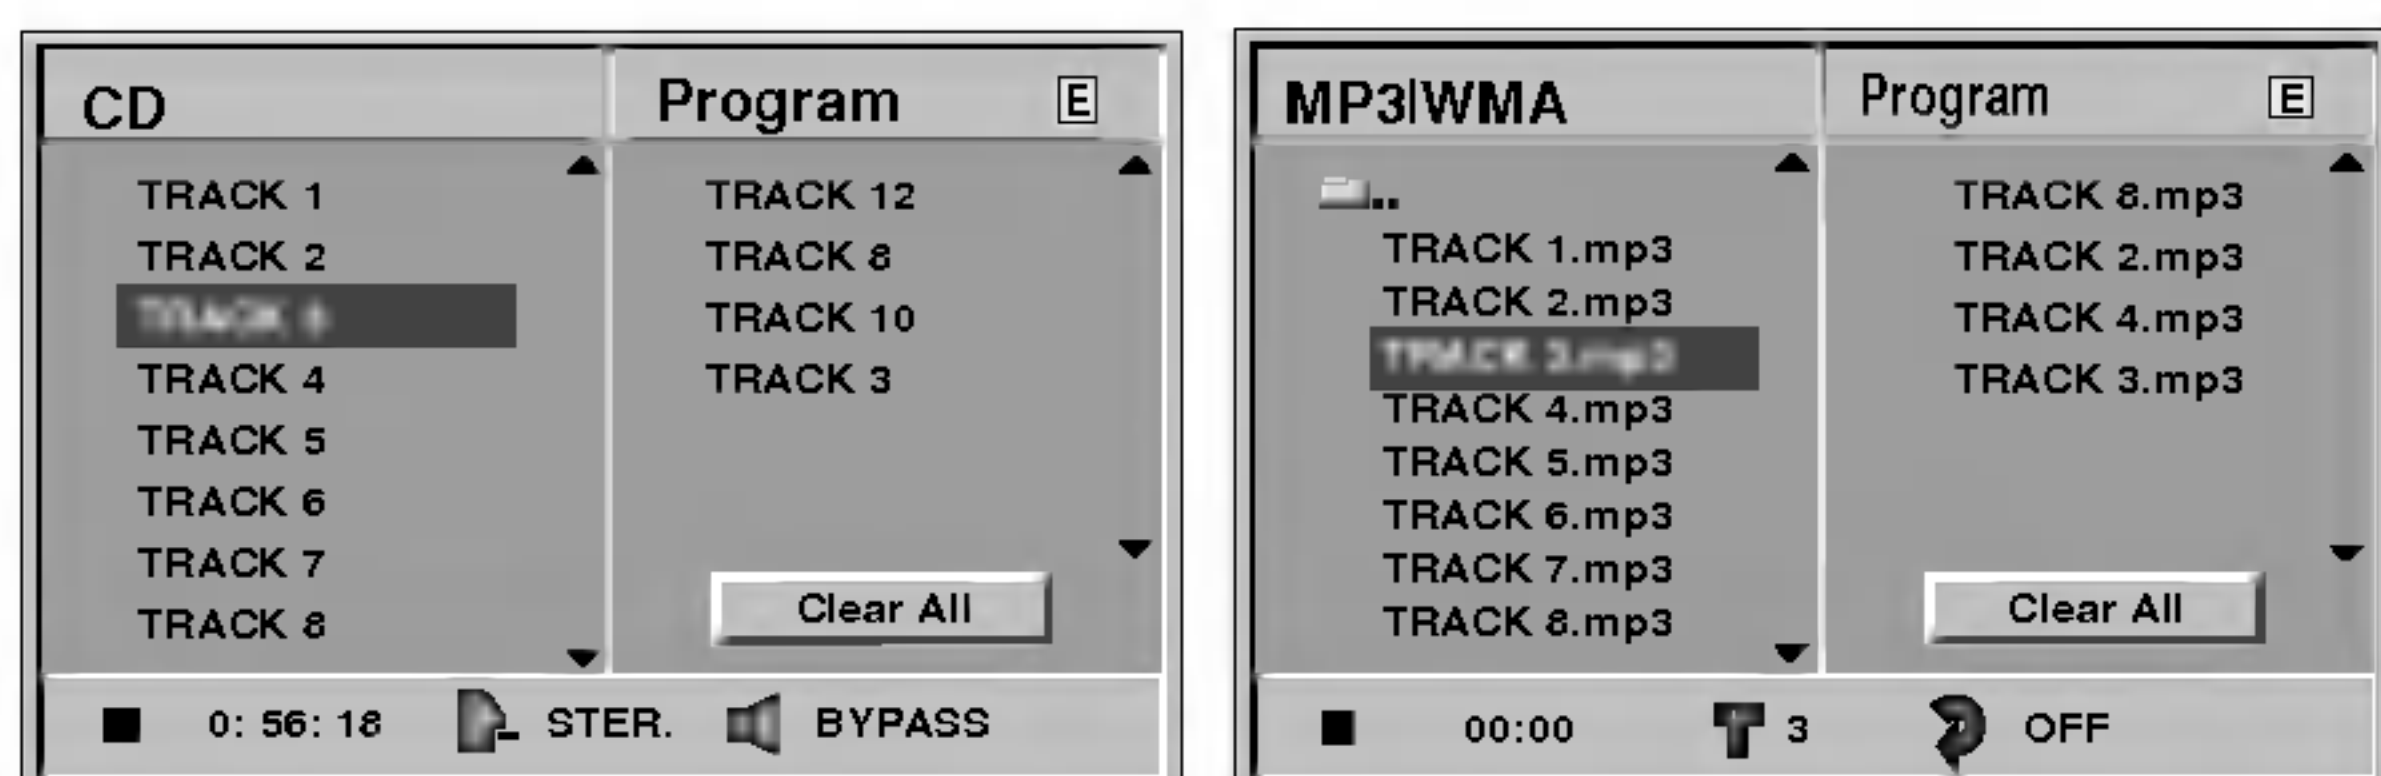 CD
Program E
TRACK 1
TRACK 2
TRACK 4
TRACK 5
TRACK 6
TRACK 7
TRACK 8
TRACK 12
TRACK 8
TRACK 10
TRACK 3
Clear All
0: 56: 18 STER. BYPASS
MP3|WMA
Program E
..
TRACK 1.mp3
TRACK 2.mp3
TRACK 3.mp3
TRACK 4.mp3
TRACK 5.mp3
TRACK 6.mp3
TRACK 7.mp3
TRACK 8.mp3
TRACK 8.mp3
TRACK 2.mp3
TRACK 4.mp3
TRACK 3.mp3
Clear All
00:00 T 3 OFF